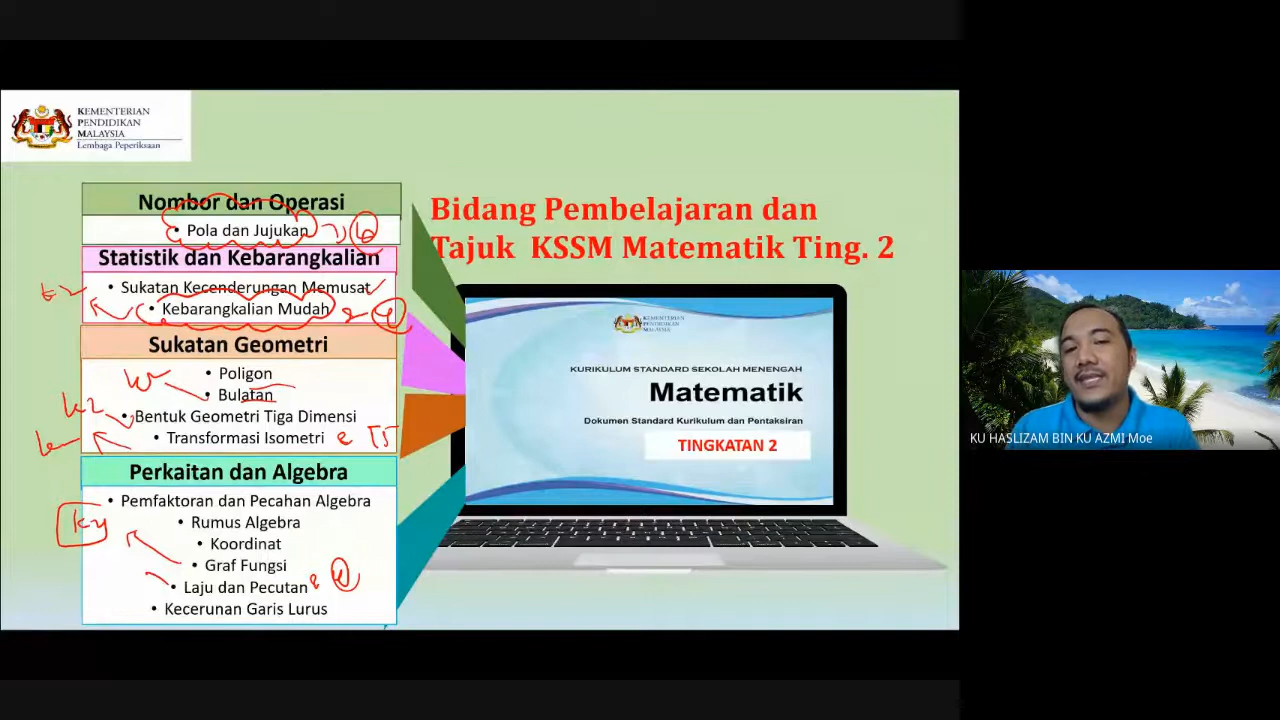 KEMENTERIAN
PENDIDIKAN
MALAYSIA
Lembaga Peperiksaan
Nombor dan Operasi
• Pola dan Jujukan
Statistik dan Kebarangkalian
• Sukatan Kecenderungan Memusat
• Kebarangkalian Mudah
Sukatan Geometri
• Poligon
• Bulatan
• Bentuk Geometri Tiga Dimensi
• Transformasi Isometri
Perkaitan dan Algebra
• Pemfaktoran dan Pecahan Algebra
• Rumus Algebra
• Koordinat
• Graf Fungsi
• Laju dan Pecutan
• Kecerunan Garis Lurus
Bidang Pembelajaran dan
Tajuk KSSM Matematik Ting. 2
KEMENTERIAN
PENDIDIKAN
MALAYSIA
KURIKULUM STANDARD SEKOLAH MENENGAH
Matematik
Dokumen Standard Kurikulum dan Pentaksiran
TINGKATAN 2
KU HASLIZAM BIN KU AZMI Moe